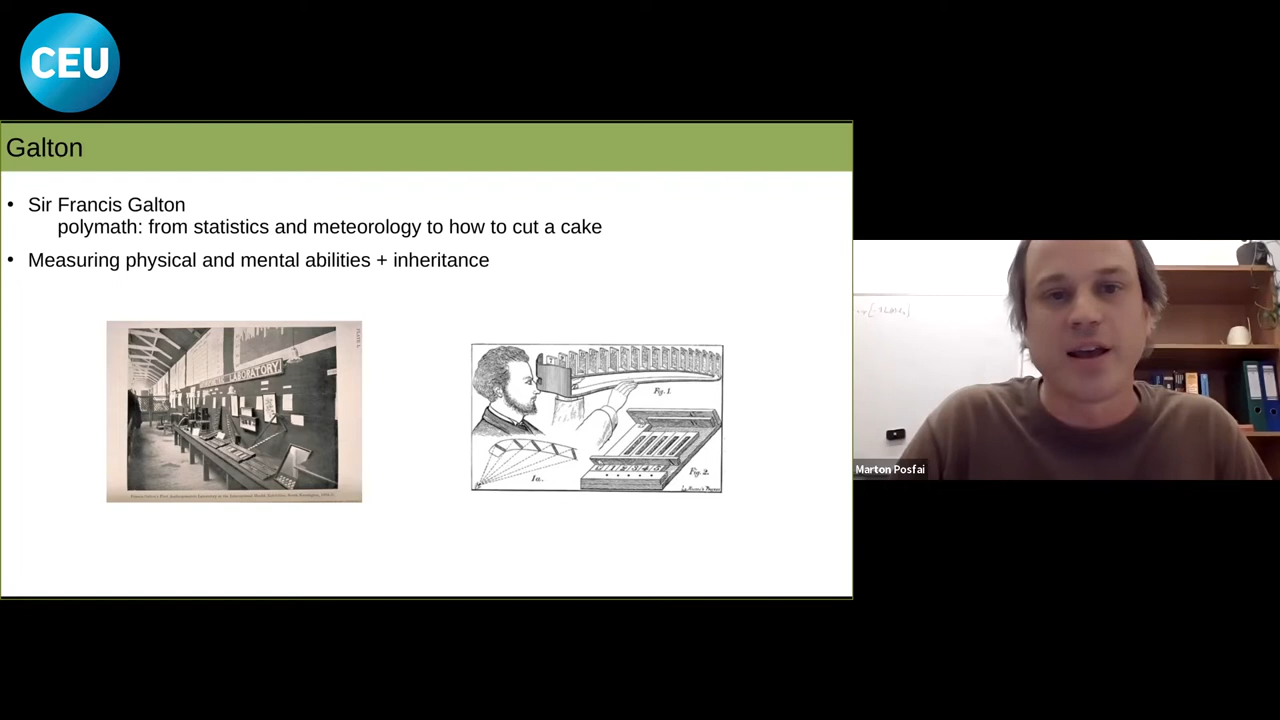 CEU
Galton
• Sir Francis Galton
polymath: from statistics and meteorology to how to cut a cake
• Measuring physical and mental abilities + inheritance
LABORATORY
Fig. 1.
Fig. 2.
1a.
Marton Posfai